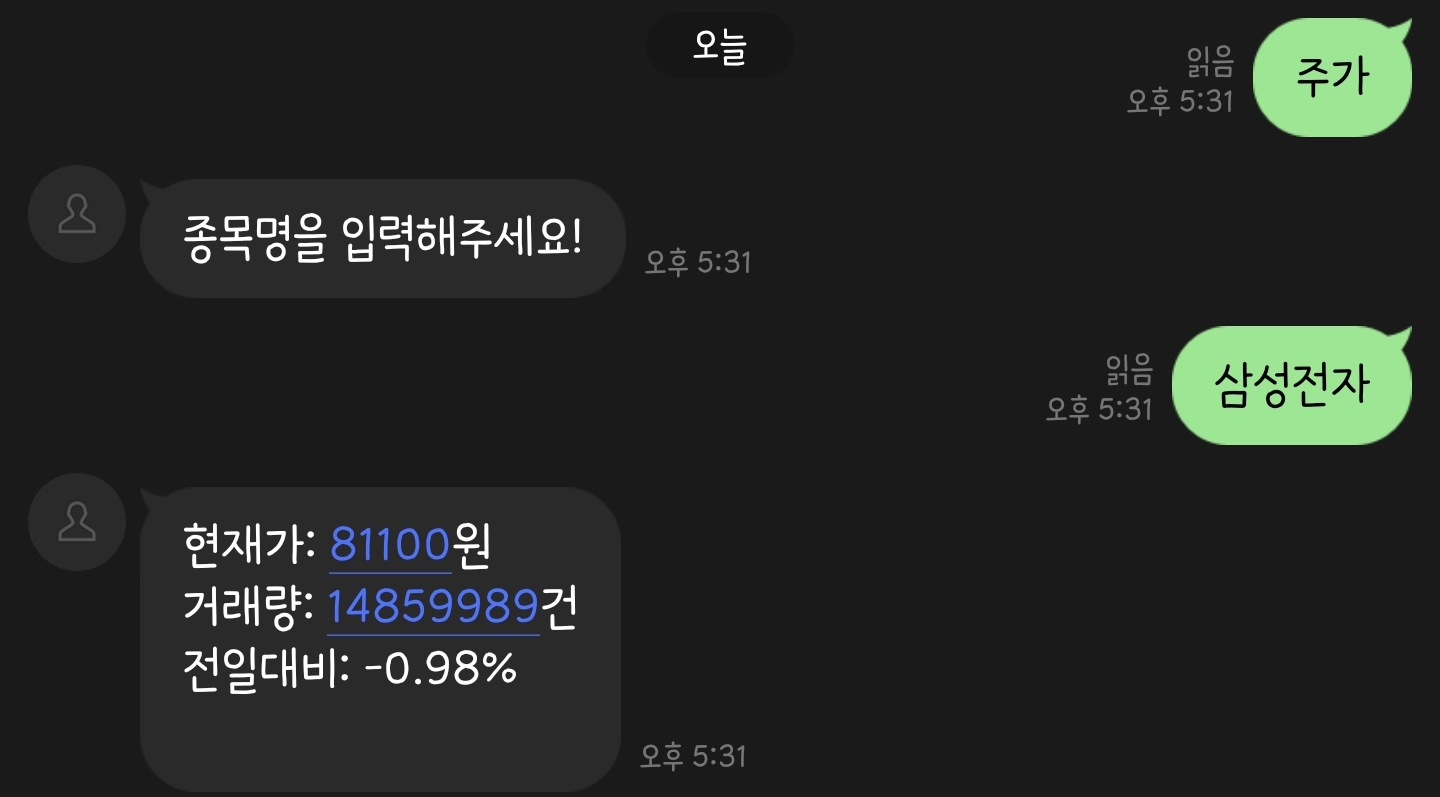 오늘
주가
읽음
오후 5:31
종목명을 입력해주세요!
오후 5:31
삼성전자
읽음
오후 5:31
현재가: 81100원
거래량: 14859989건
전일대비: -0.98%
오후 5:31